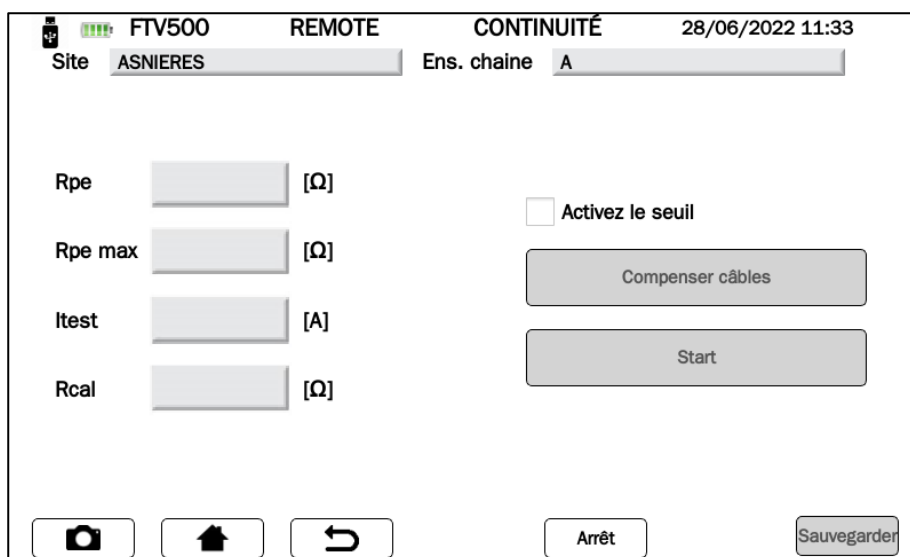 FTV500 REMOTE CONTINUITÉ 28/06/2022 11:33
Site ASNIERES Ens. chaine A
Rpe [Ω]
Activez le seuil
Rpe max [Ω]
Compenser câbles
Itest [A]
Start
Rcal [Ω]
Arrêt Sauvegarder